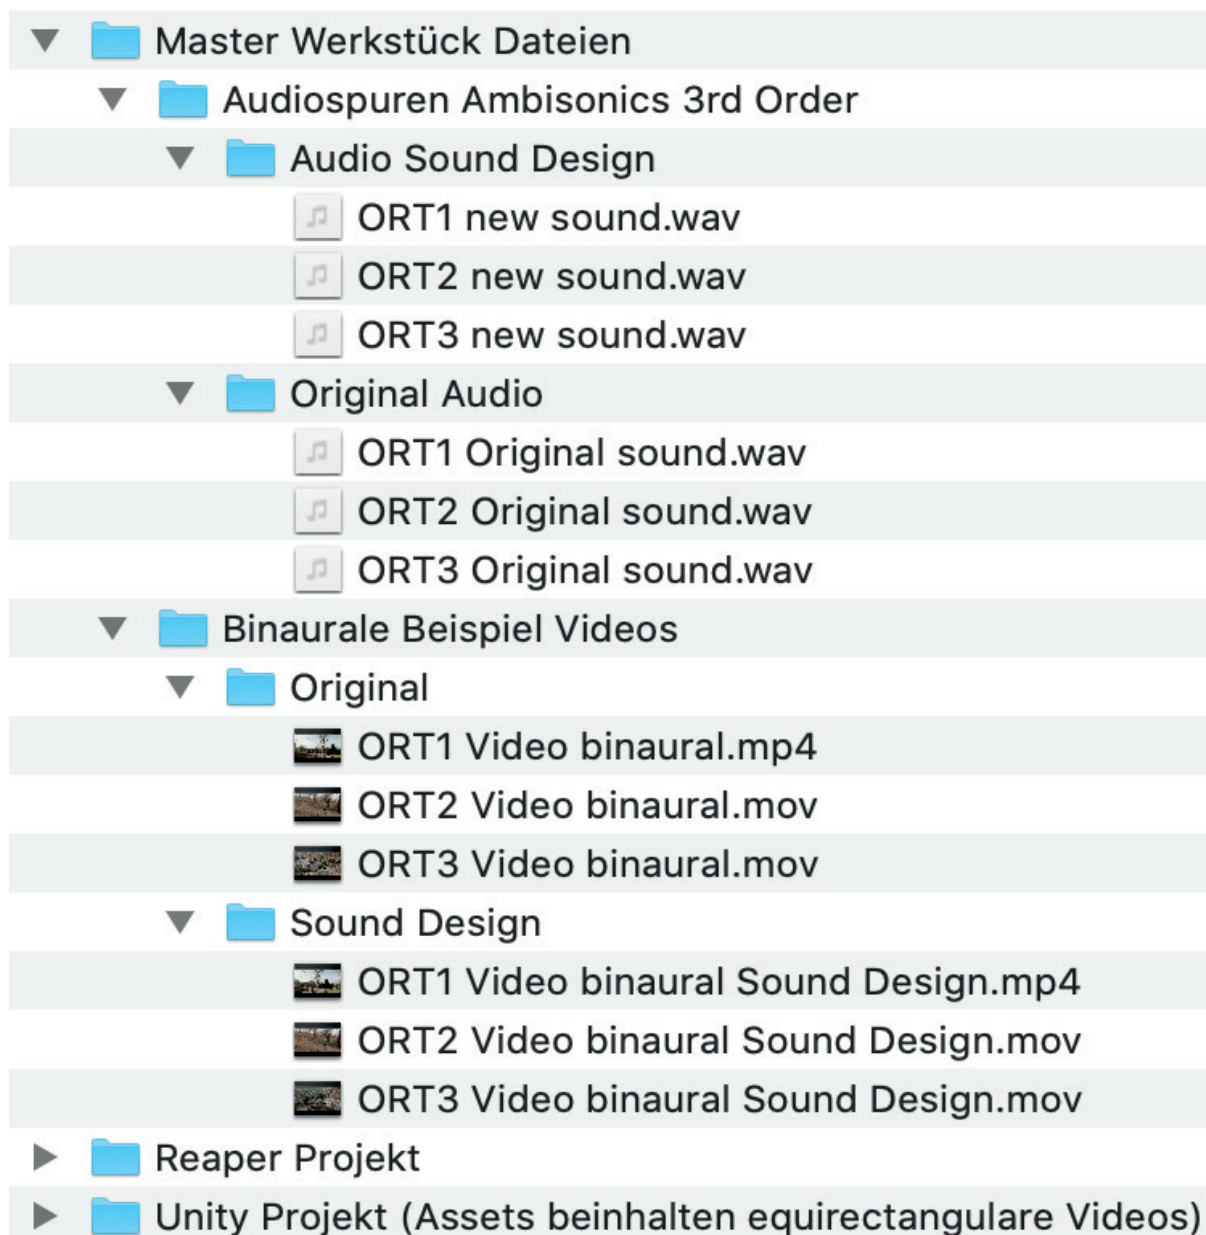 Master Werkstück Dateien
Audiospuren Ambisonics 3rd Order
Audio Sound Design
ORT1 new sound.wav
ORT2 new sound.wav
ORT3 new sound.wav
Original Audio
ORT1 Original sound.wav
ORT2 Original sound.wav
ORT3 Original sound.wav
Binaurale Beispiel Videos
Original
ORT1 Video binaural.mp4
ORT2 Video binaural.mov
ORT3 Video binaural.mov
Sound Design
ORT1 Video binaural Sound Design.mp4
ORT2 Video binaural Sound Design.mov
ORT3 Video binaural Sound Design.mov
Reaper Projekt
Unity Projekt (Assets beinhalten equirectangulare Videos)